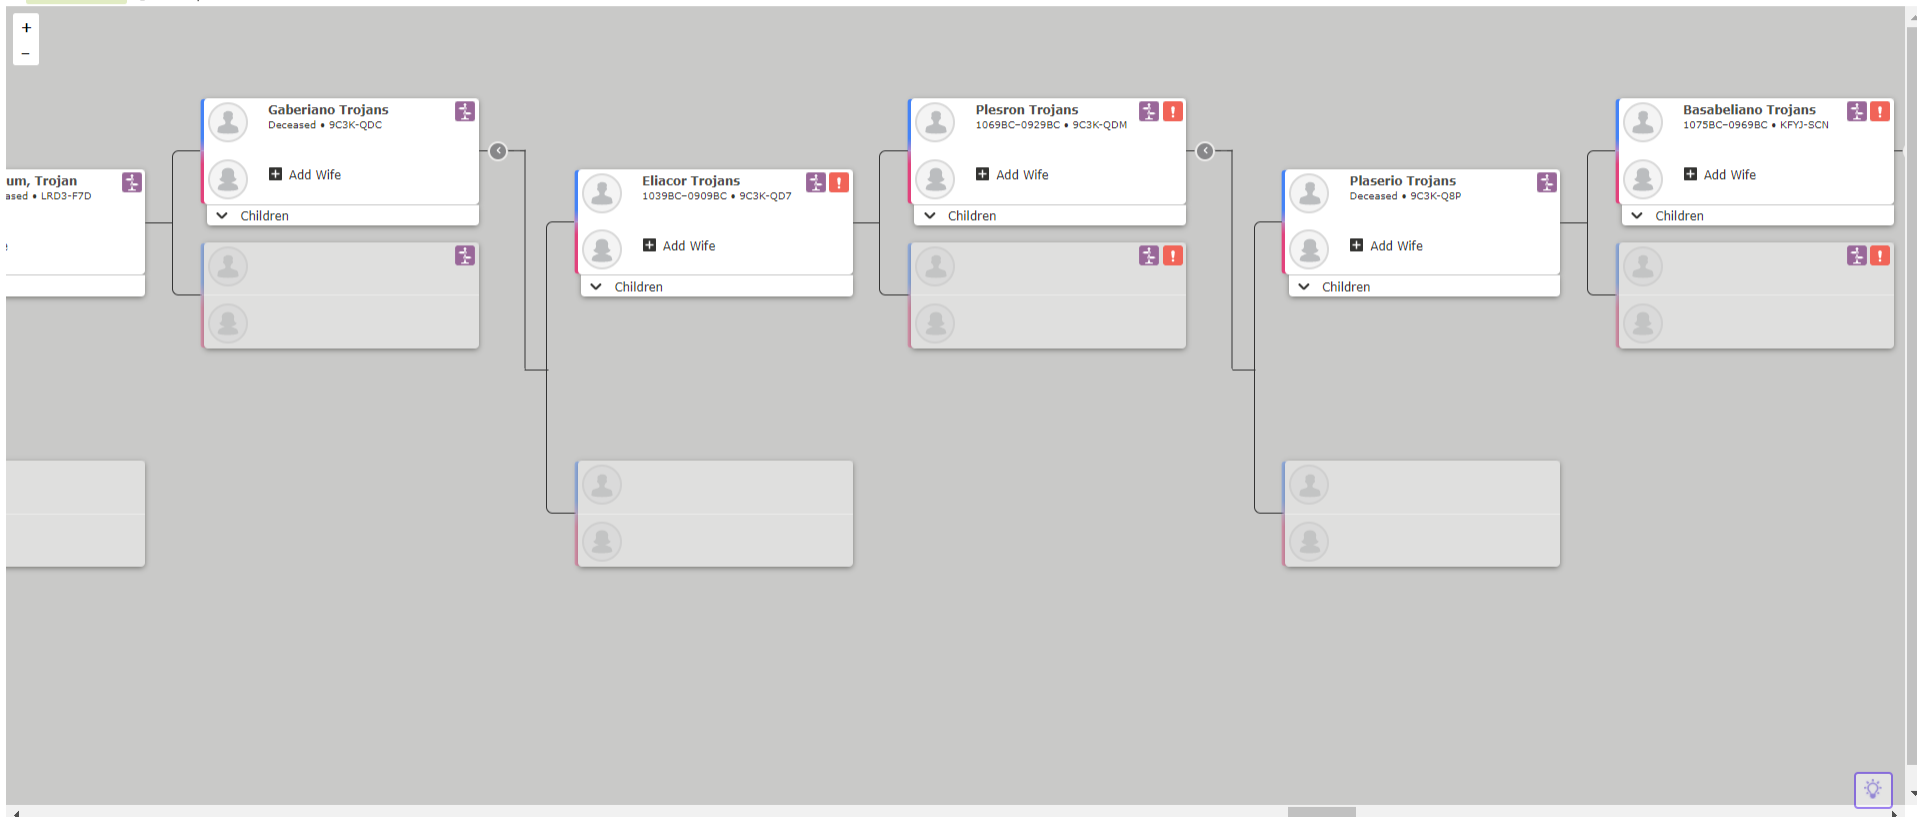 +
−
Gaberiano Trojans
Deceased • 9C3K-QDC
Add Wife
Children
um, Trojan
ased • LRD3-F7D
Eliacor Trojans
1039BC–0909BC • 9C3K-QD7
Add Wife
Children
Plesron Trojans
1069BC–0929BC • 9C3K-QDM
Add Wife
Children
Plaserio Trojans
Deceased • 9C3K-Q8P
Add Wife
Children
Basabeliano Trojans
1075BC–0969BC • KFYJ-SCN
Add Wife
Children